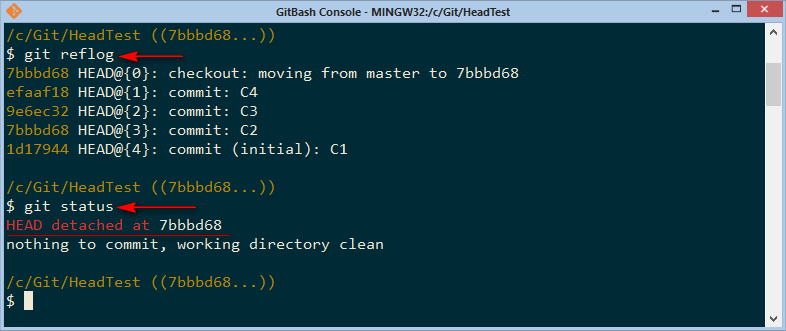 GitBash Console - MINGW32:/c/Git/HeadTest
/c/Git/HeadTest ((7bbbd68...))
$ git reflog
7bbbd68 HEAD@{0}: checkout: moving from master to 7bbbd68
efaaf18 HEAD@{1}: commit: C4
9e6ec32 HEAD@{2}: commit: C3
7bbbd68 HEAD@{3}: commit: C2
1d17944 HEAD@{4}: commit (initial): C1
/c/Git/HeadTest ((7bbbd68...))
$ git status
HEAD detached at 7bbbd68
nothing to commit, working directory clean
/c/Git/HeadTest ((7bbbd68...))
$